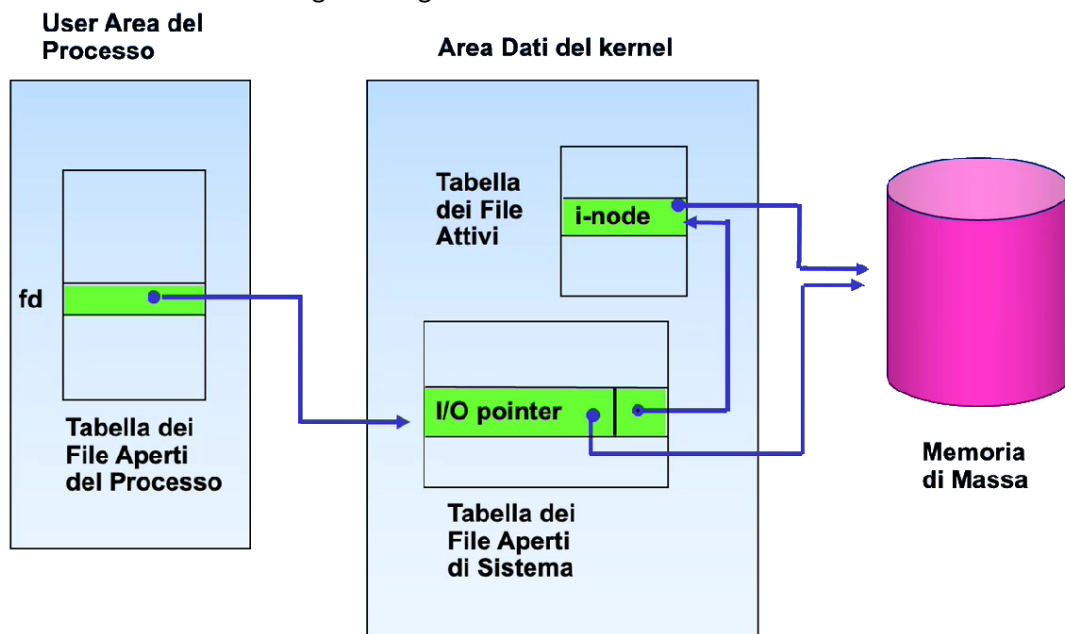 User Area del
Processo
Area Dati del kernel
Tabella
dei File
Attivi
i-node
fd
I/O pointer
Tabella dei
File Aperti
del Processo
Memoria
di Massa
Tabella dei
File Aperti
di Sistema